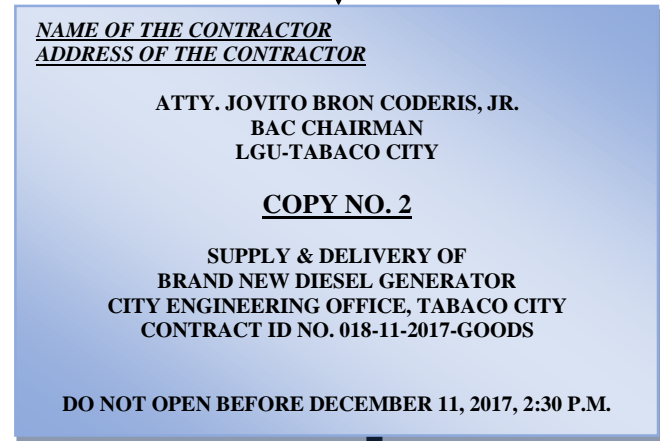 NAME OF THE CONTRACTOR
ADDRESS OF THE CONTRACTOR
ATTY. JOVITO BRON CODERIS, JR.
BAC CHAIRMAN
LGU-TABACO CITY
COPY NO. 2
SUPPLY & DELIVERY OF
BRAND NEW DIESEL GENERATOR
CITY ENGINEERING OFFICE, TABACO CITY
CONTRACT ID NO. 018-11-2017-GOODS
DO NOT OPEN BEFORE DECEMBER 11, 2017, 2:30 P.M.